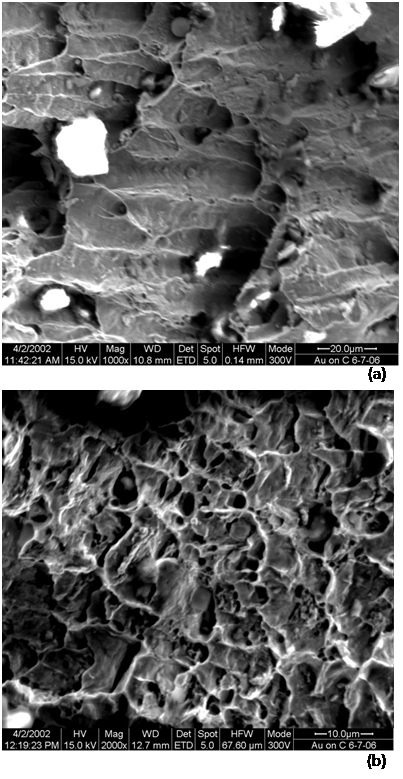 4/2/2002 HV Mag WD Det Spot HFW Mode 20.0µm
11:42:21 AM 15.0 kV 1000x 10.8 mm ETD 5.0 0.14 mm 300V Au on C 6-7-06
(a)
4/2/2002 HV Mag WD Det Spot HFW Mode 10.0µm
12:19:23 PM 15.0 kV 2000x 12.7 mm ETD 5.0 67.60 µm 300V Au on C 6-7-06
(b)